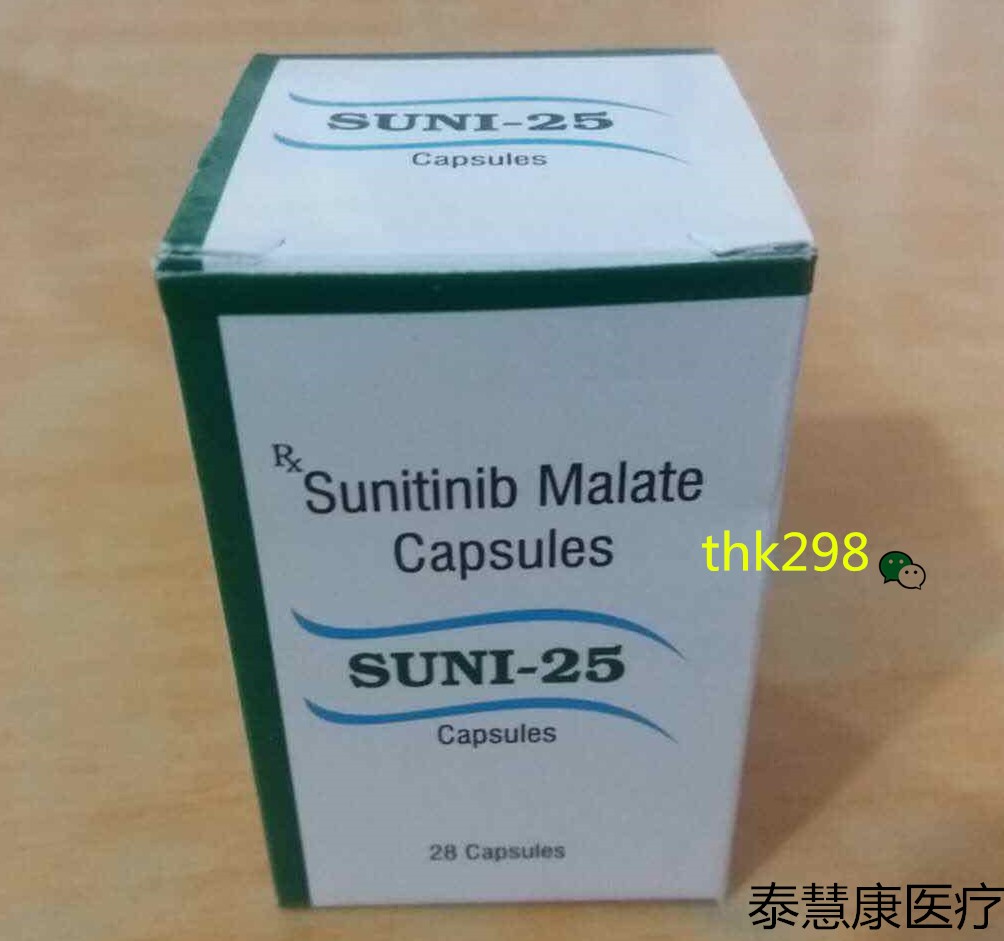 SUNI-25
Capsules
Rx
Sunitinib Malate
Capsules
thk298
SUNI-25
Capsules
28 Capsules
泰慧康医疗